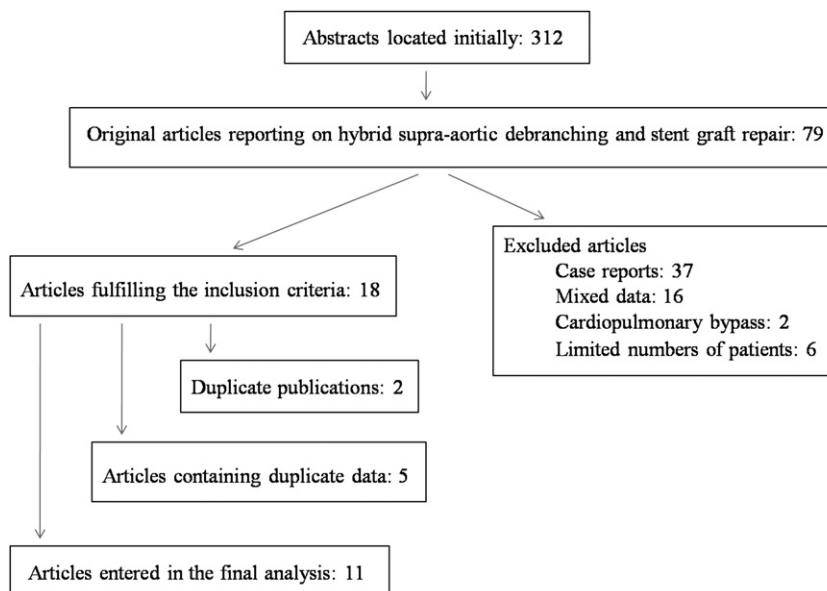 Abstracts located initially: 312
Original articles reporting on hybrid supra-aortic debranching and stent graft repair: 79
Articles fulfilling the inclusion criteria: 18
Excluded articles
Case reports: 37
Mixed data: 16
Cardiopulmonary bypass: 2
Limited numbers of patients: 6
Duplicate publications: 2
Articles containing duplicate data: 5
Articles entered in the final analysis: 11